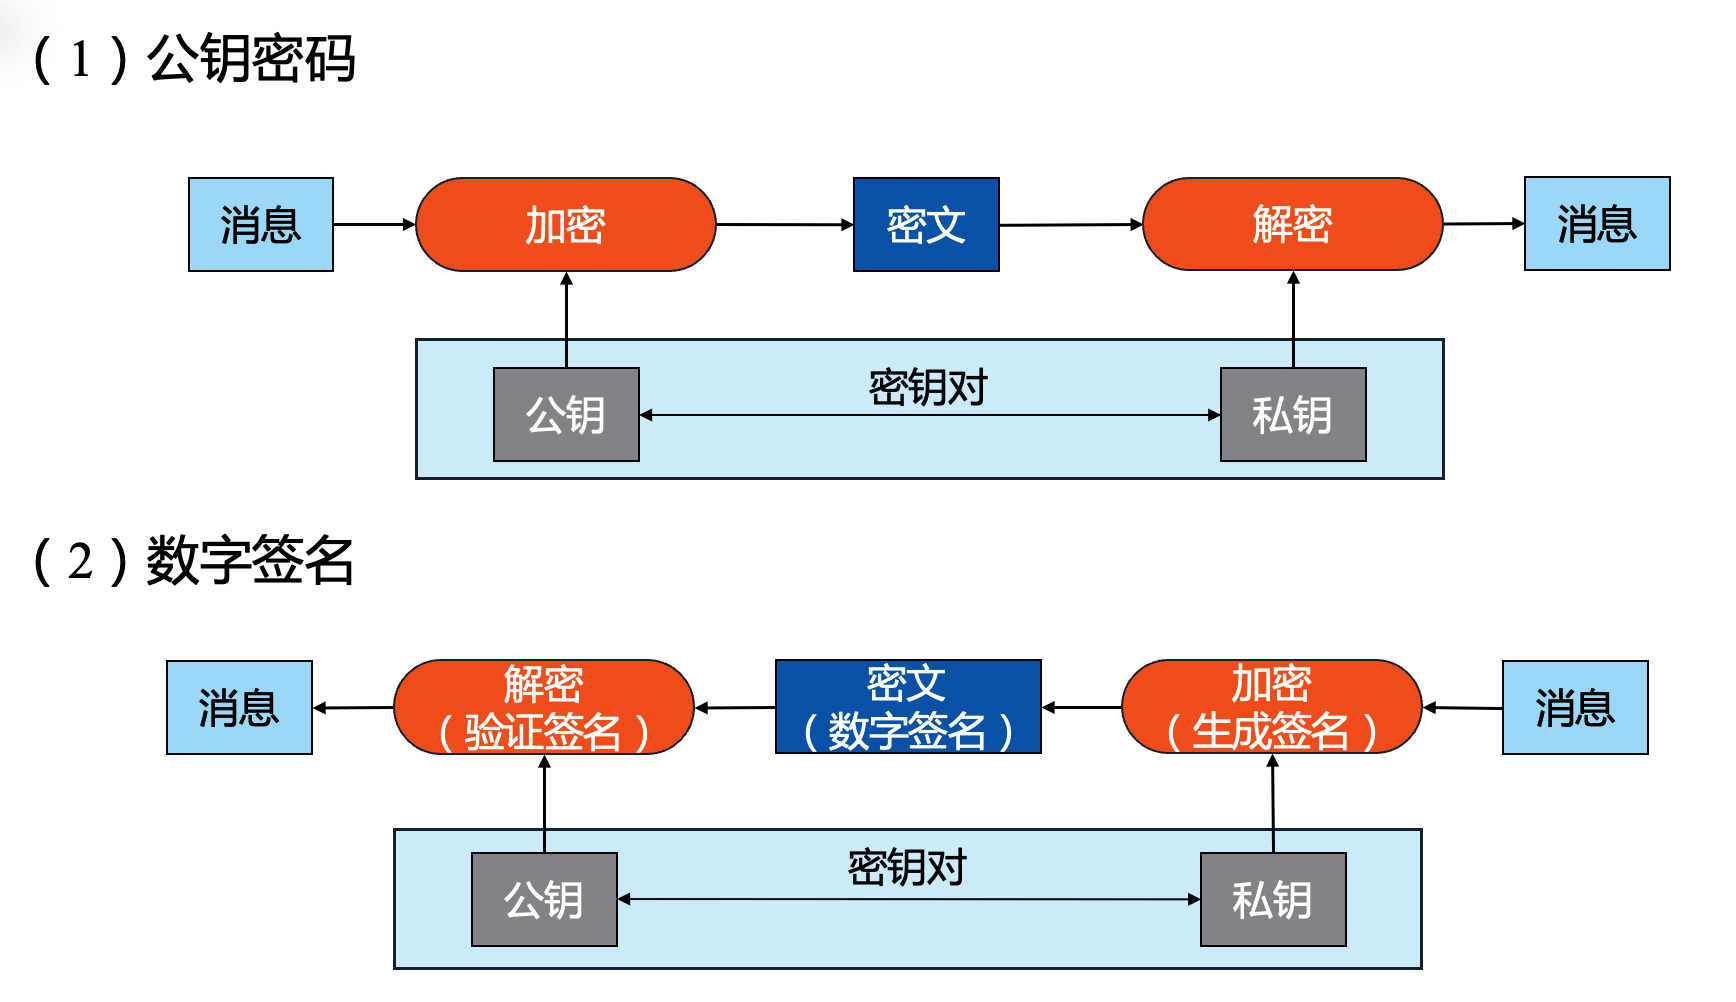 （1）公钥密码
消息
加密
密文
解密
消息
密钥对
公钥
私钥
（2）数字签名
消息
解密
（验证签名）
密文
（数字签名）
加密
（生成签名）
消息
密钥对
公钥
私钥